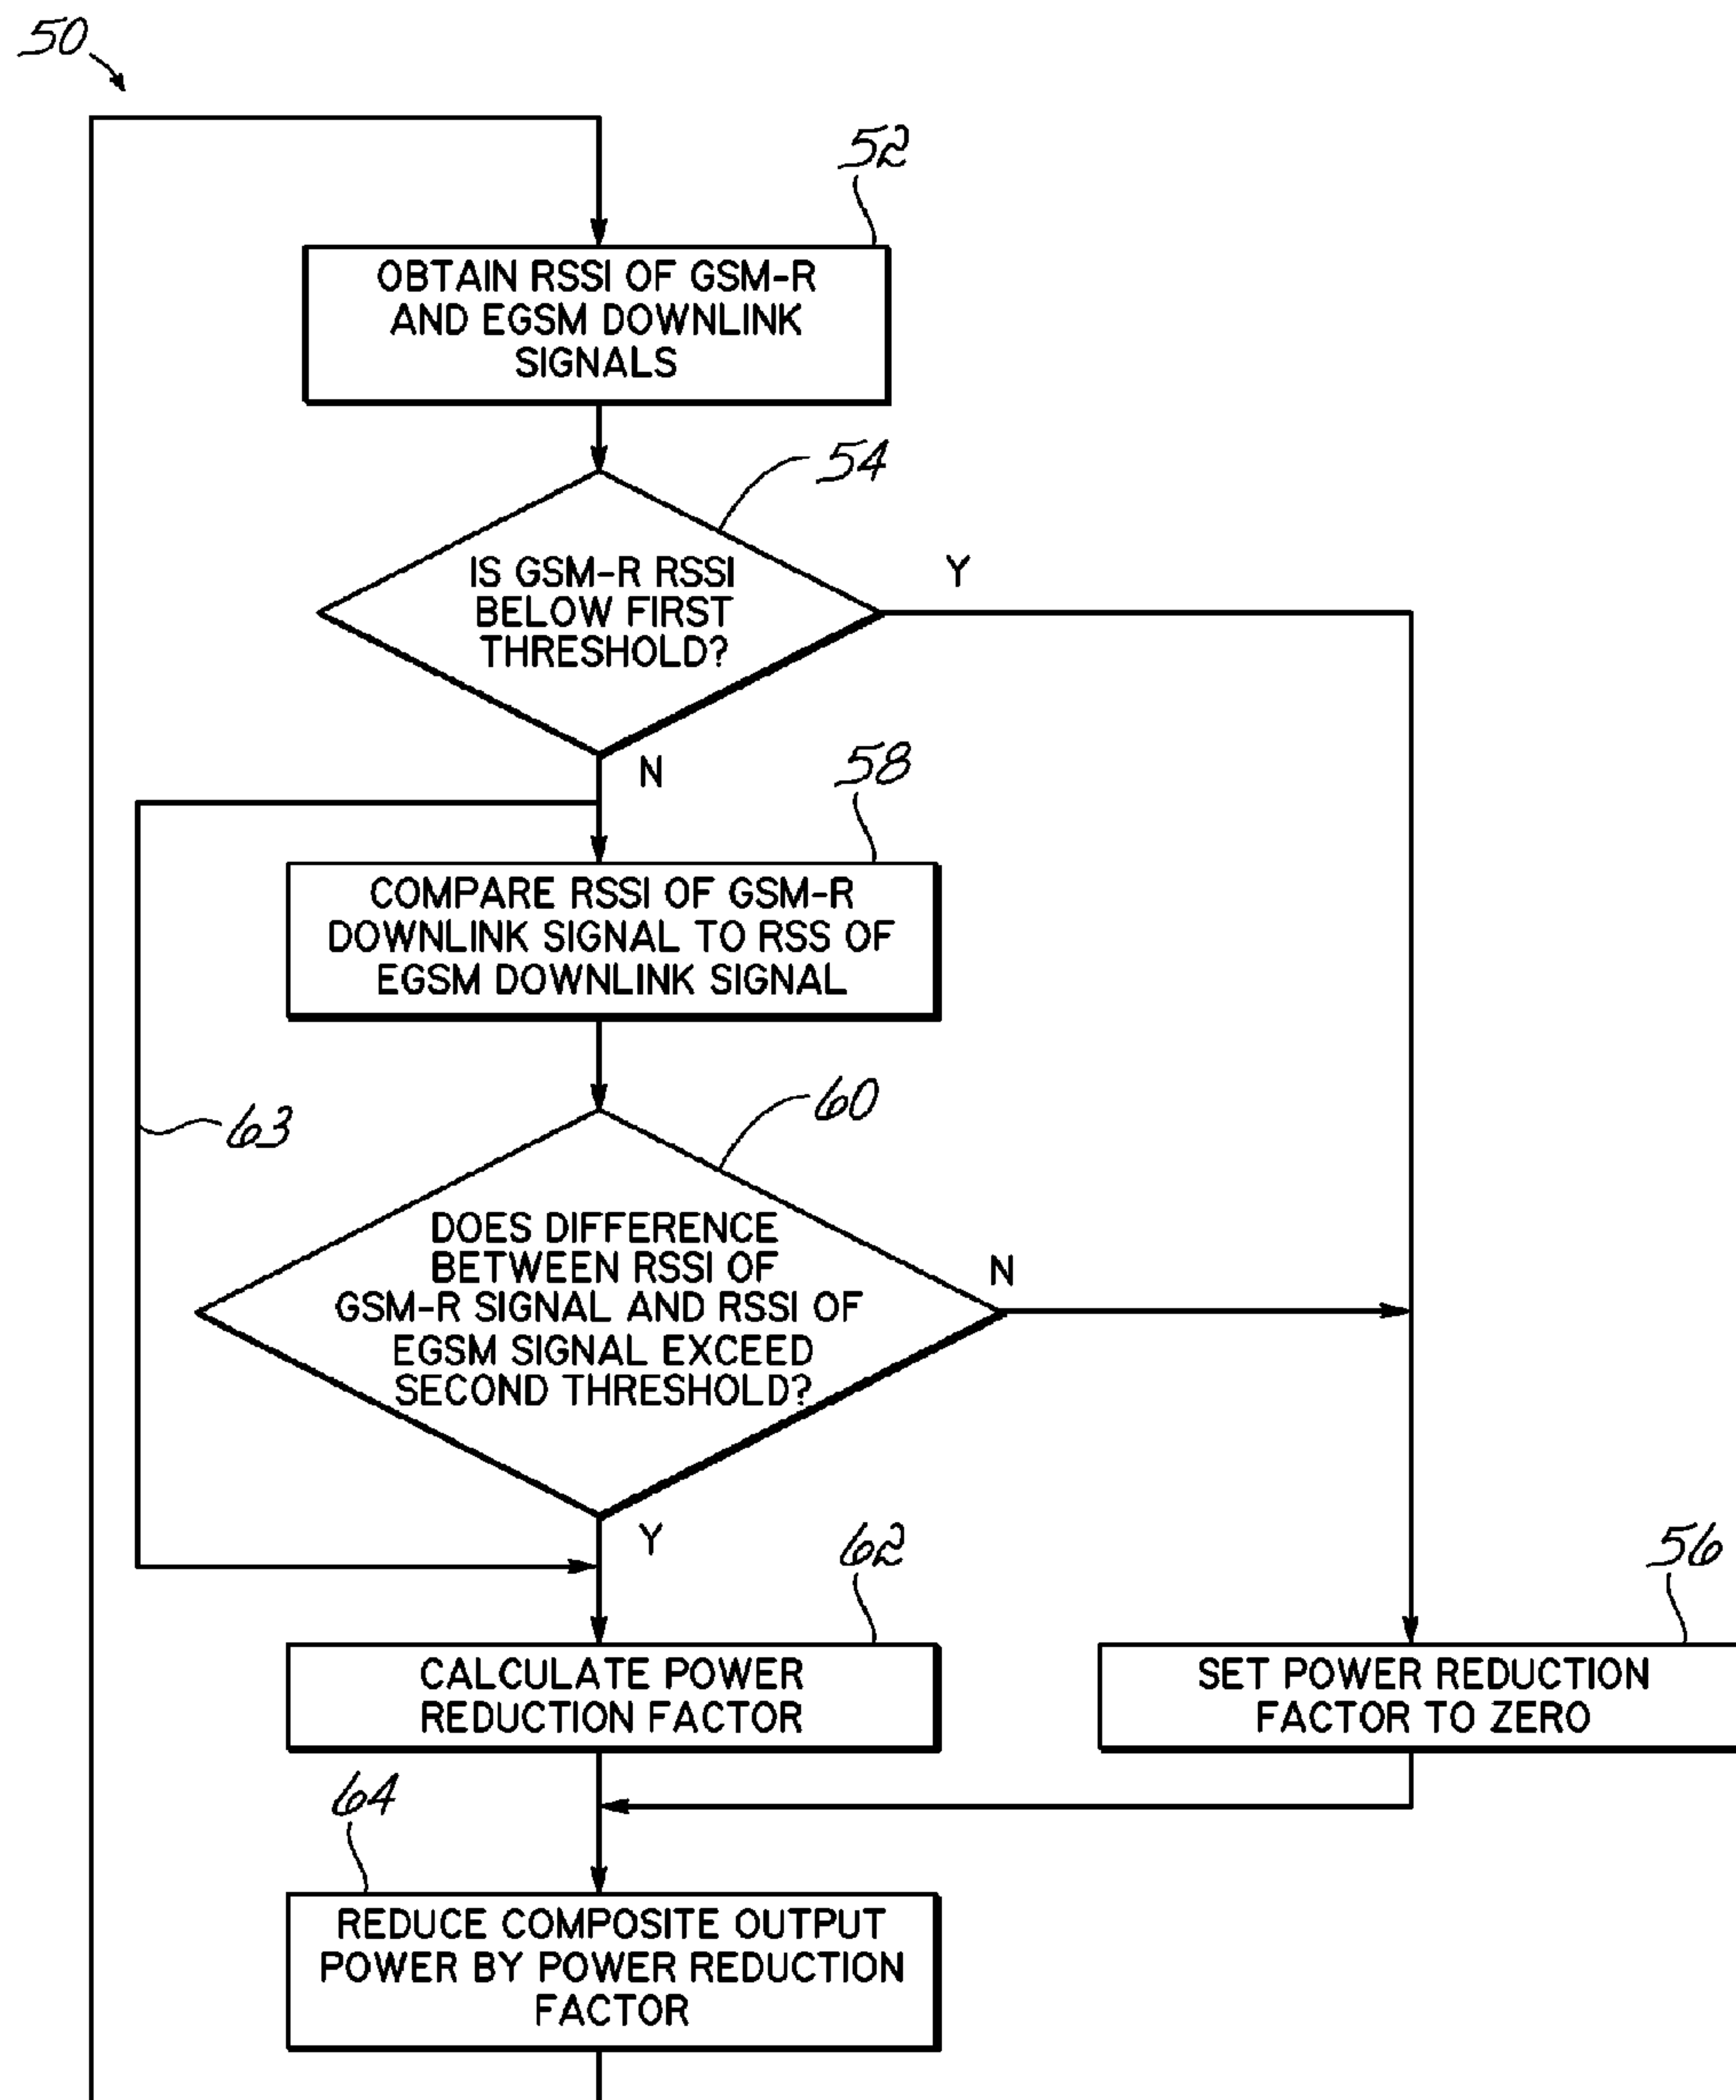 50
52
OBTAIN RSSI OF GSM-R
AND EGSM DOWNLINK
SIGNALS
54
IS GSM-R RSSI
BELOW FIRST
THRESHOLD?
Y
N
58
COMPARE RSSI OF GSM-R
DOWNLINK SIGNAL TO RSS OF
EGSM DOWNLINK SIGNAL
60
63
DOES DIFFERENCE
BETWEEN RSSI OF
GSM-R SIGNAL AND RSSI OF
EGSM SIGNAL EXCEED
SECOND THRESHOLD?
N
Y
62
56
CALCULATE POWER
REDUCTION FACTOR
SET POWER REDUCTION
FACTOR TO ZERO
64
REDUCE COMPOSITE OUTPUT
POWER BY POWER REDUCTION
FACTOR